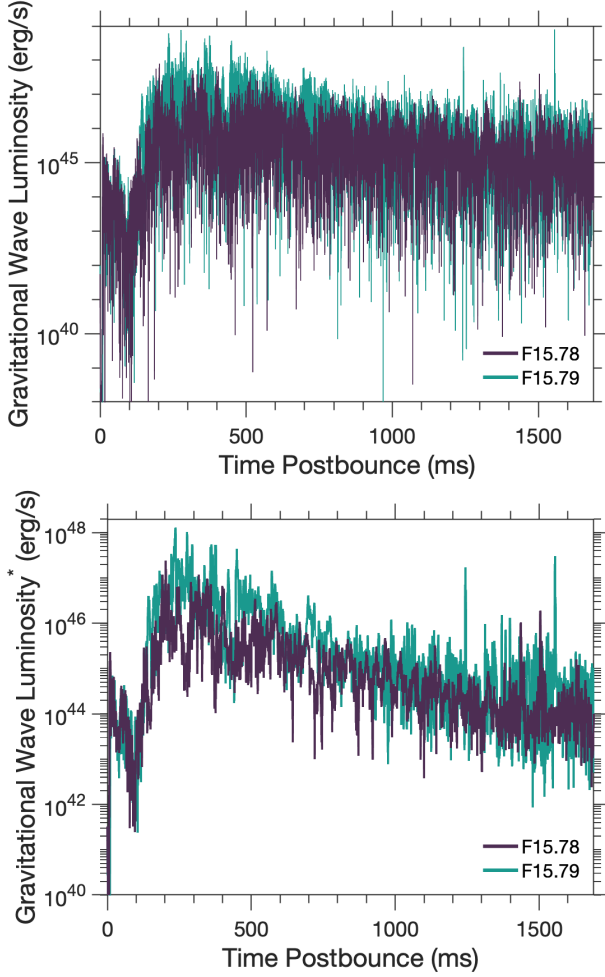 Gravitational Wave Luminosity (erg/s)
10^45
10^40
F15.78
F15.79
0 500 1000 1500
Time Postbounce (ms)
Gravitational Wave Luminosity* (erg/s)
10^48
10^46
10^44
10^42
10^40
F15.78
F15.79
0 500 1000 1500
Time Postbounce (ms)